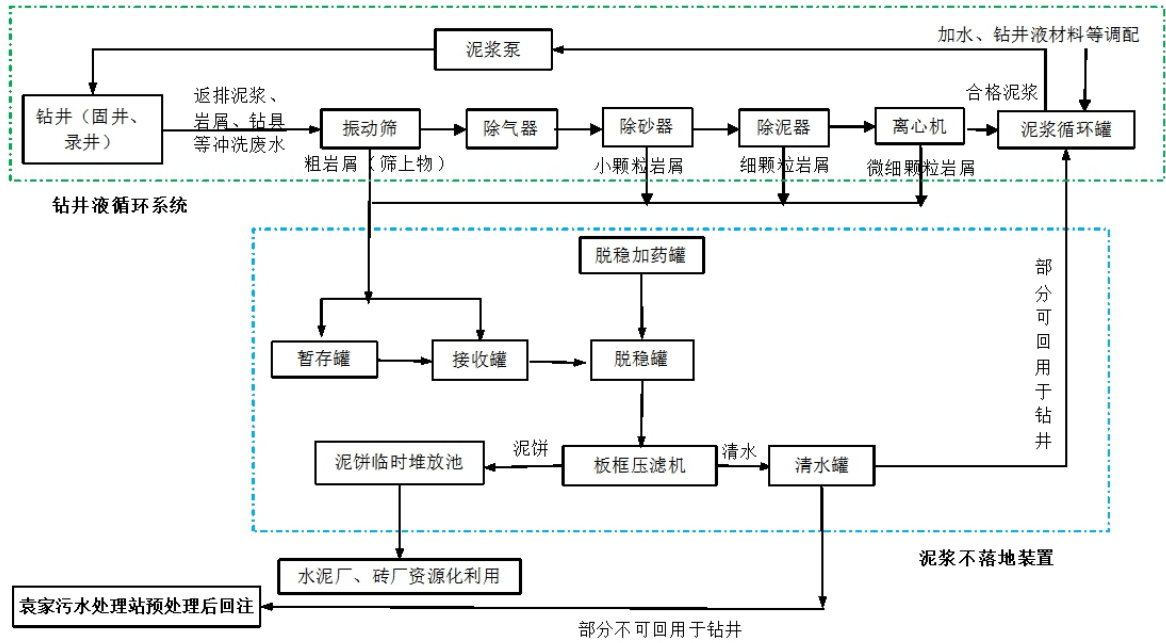 加水、钻井液材料等调配
泥浆泵
返排泥浆、
岩屑、钻具
等冲洗废水
合格泥浆
钻井（固井、
录井）
振动筛
除气器
除砂器
除泥器
离心机
泥浆循环罐
粗岩屑（筛上物）
小颗粒岩屑
细颗粒岩屑
微细颗粒岩屑
钻井液循环系统
脱稳加药罐
部分可回用于钻井
暂存罐
接收罐
脱稳罐
泥饼临时堆放池
泥饼
板框压滤机
清水
清水罐
泥浆不落地装置
水泥厂、砖厂资源化利用
袁家污水处理站预处理后回注
部分不可回用于钻井